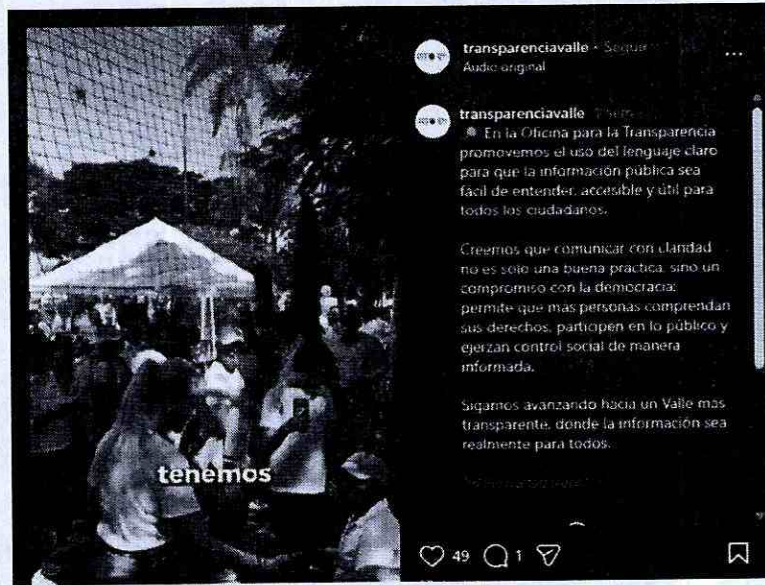 transparenciavalle •
Audio original
transparenciavalle
En la Oficina para la Transparencia
promovemos el uso del lenguaje claro
para que la información pública sea
fácil de entender, accesible y útil para
todos los ciudadanos.
Creemos que comunicar con claridad
no es solo una buena práctica, sino un
compromiso con la democracia:
permite que más personas comprendan
sus derechos, participen en lo público y
ejerzan control social de manera
informada.
Sigamos avanzando hacia un Valle más
transparente, donde la información sea
realmente para todos.
tenemos
49 1